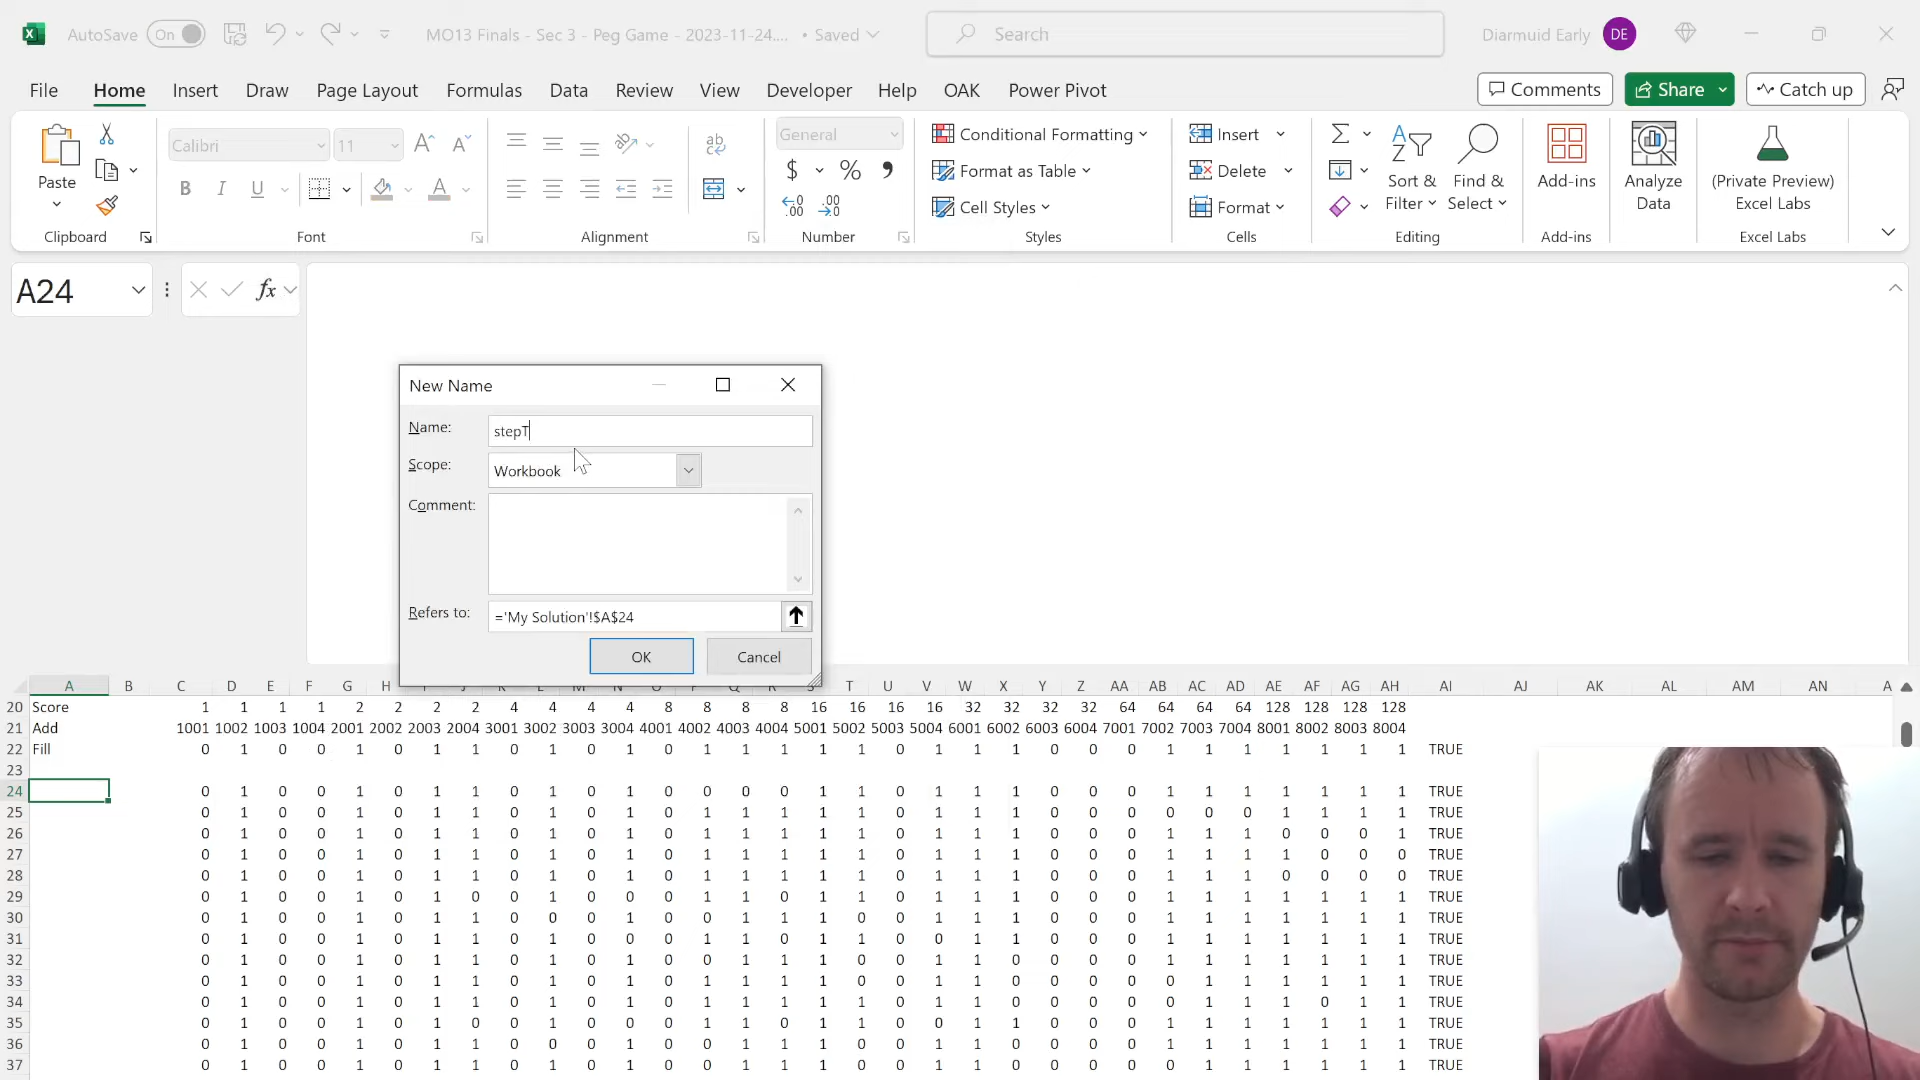 AutoSave On MO13 Finals - Sec 3 - Peg Game - 2023-11-24.... • Saved Search Diarmuid Early DE
File Home Insert Draw Page Layout Formulas Data Review View Developer Help OAK Power Pivot Comments Share Catch up
Paste Calibri 11 General Conditional Formatting Format as Table Cell Styles Insert Delete Format Sort & Filter Find & Select Add-ins Analyze Data (Private Preview) Excel Labs
Clipboard Font Alignment Number Styles Cells Editing Add-ins Excel Labs
A24 fx
New Name
Name: stepT
Scope: Workbook
Comment:
Refers to: ='My Solution'!$A$24
OK Cancel
A B C D E F G H T U V W X Y Z AA AB AC AD AE AF AG AH AI AJ AK AL AM AN A
20 Score 1 1 1 1 2 2 2 2 4 4 4 4 8 8 8 8 16 16 16 16 32 32 32 32 64 64 64 64 128 128 128 128
21 Add 1001 1002 1003 1004 2001 2002 2003 2004 3001 3002 3003 3004 4001 4002 4003 4004 5001 5002 5003 5004 6001 6002 6003 6004 7001 7002 7003 7004 8001 8002 8003 8004
22 Fill 0 1 0 0 1 0 1 1 0 1 0 1 0 1 1 1 1 1 0 1 1 1 0 0 0 1 1 1 1 1 1 1 TRUE
23
24 0 1 0 0 1 0 1 1 0 1 0 1 0 0 0 0 1 1 0 1 1 1 0 0 0 1 1 1 1 1 1 1 TRUE
25 0 1 0 0 1 0 1 1 0 1 0 1 0 1 1 1 1 1 0 1 1 1 0 0 0 0 0 0 1 1 1 1 TRUE
26 0 1 0 0 1 0 1 1 0 1 0 1 0 1 1 1 1 1 0 1 1 1 0 0 0 1 1 1 0 0 0 1 TRUE
27 0 1 0 0 1 0 1 1 0 1 0 1 0 1 1 1 1 1 0 1 1 1 0 0 0 1 1 1 1 0 0 0 TRUE
28 0 1 0 0 1 0 1 1 0 1 0 1 0 1 1 1 1 1 0 1 1 1 0 0 0 1 1 1 0 0 0 0 TRUE
29 0 1 0 0 1 0 1 0 0 1 0 0 0 1 1 0 1 1 0 1 1 1 0 0 0 1 1 1 1 1 1 1 TRUE
30 0 1 0 0 1 0 1 1 0 0 0 1 0 0 1 1 1 0 0 1 1 1 0 0 0 1 1 1 1 1 1 1 TRUE
31 0 1 0 0 1 0 1 1 0 1 0 0 0 1 1 0 1 1 0 0 1 1 0 0 0 1 1 1 1 1 1 1 TRUE
32 0 1 0 0 1 0 1 1 0 1 0 1 0 0 1 1 1 0 0 1 1 0 0 0 0 1 1 1 1 1 1 1 TRUE
33 0 1 0 0 1 0 1 1 0 1 0 1 0 1 1 1 1 0 0 1 1 0 0 0 0 0 1 1 1 1 1 1 TRUE
34 0 1 0 0 1 0 1 1 0 1 0 1 0 1 1 1 1 1 0 1 1 0 0 0 0 0 1 1 1 0 1 1 TRUE
35 0 1 0 0 1 0 1 0 0 1 0 0 0 1 1 0 1 1 0 0 1 1 0 0 0 1 1 1 1 1 1 1 TRUE
36 0 1 0 0 1 0 1 1 0 0 0 1 0 0 1 1 1 0 0 1 1 0 0 0 0 1 1 1 1 1 1 1 TRUE
37 0 1 0 0 1 0 1 1 0 1 0 1 0 0 1 1 1 0 0 1 1 0 0 0 0 0 1 1 1 1 1 1 TRUE